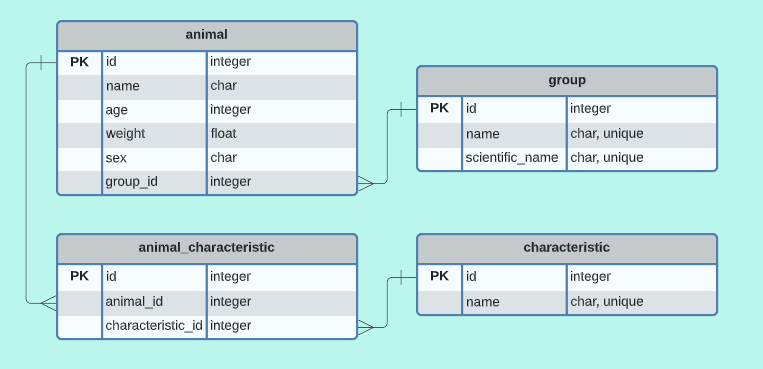 animal
PK id integer
name char
age integer
weight float
sex char
group_id integer
group
PK id integer
name char, unique
scientific_name char, unique
animal_characteristic
PK id integer
animal_id integer
characteristic_id integer
characteristic
PK id integer
name char, unique